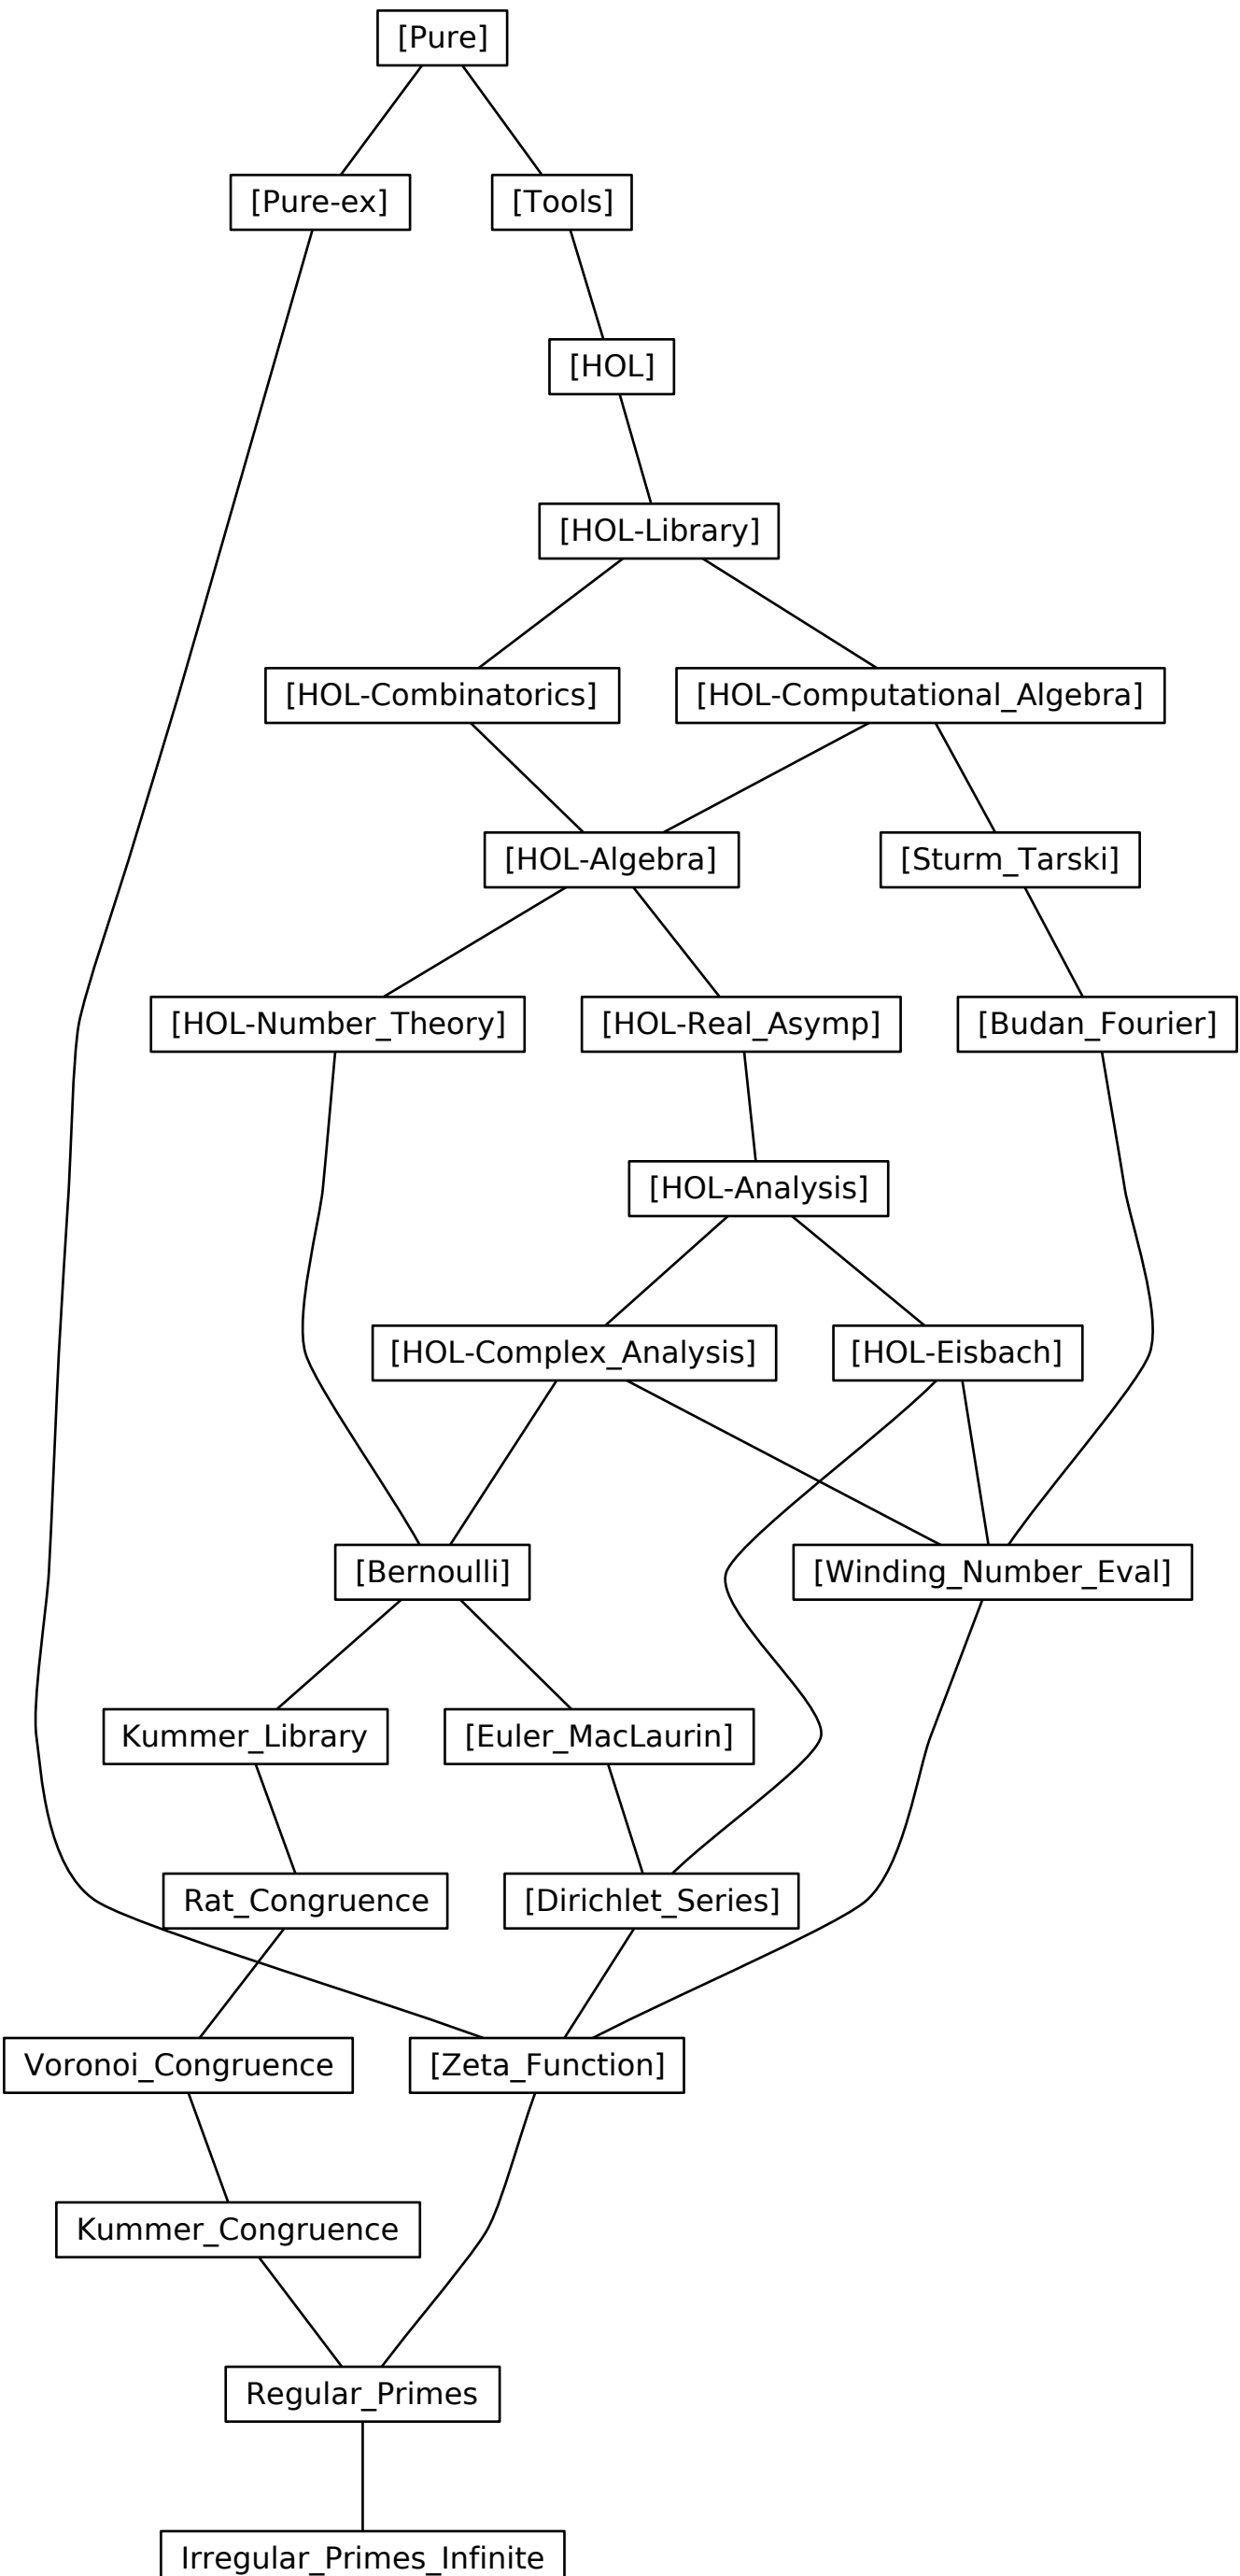 [Pure]
[Pure-ex]
[Tools]
[HOL]
[HOL-Library]
[HOL-Combinatorics]
[HOL-Computational_Algebra]
[HOL-Algebra]
[Sturm_Tarski]
[HOL-Number_Theory]
[HOL-Real_Asymp]
[Budan_Fourier]
[HOL-Analysis]
[HOL-Complex_Analysis]
[HOL-Eisbach]
[Bernoulli]
[Winding_Number_Eval]
Kummer_Library
[Euler_MacLaurin]
Rat_Congruence
[Dirichlet_Series]
Voronoi_Congruence
[Zeta_Function]
Kummer_Congruence
Regular_Primes
Irregular_Primes_Infinite